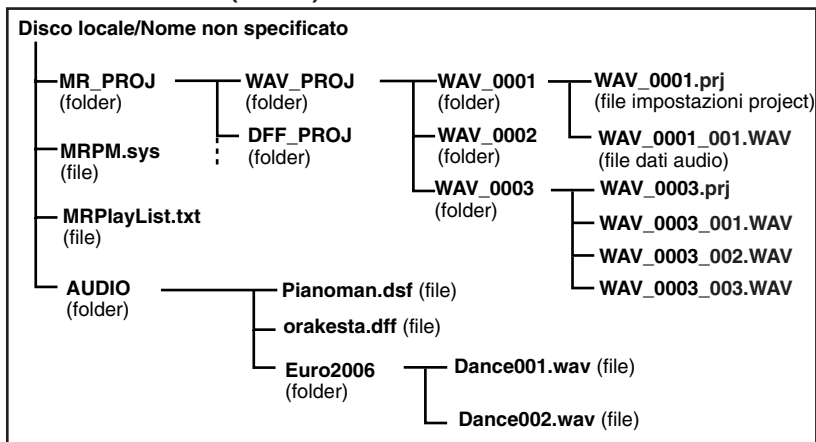 Disco locale/Nome non specificato
MR_PROJ WAV_PROJ WAV_0001 WAV_0001.prj
(folder) (folder) (folder) (file impostazioni project)
DFF_PROJ WAV_0002 WAV_0001_001.WAV
(folder) (folder) (file dati audio)
MRPM.sys
(file)
WAV_0003 WAV_0003.prj
(folder)
MRPlayList.txt WAV_0003_001.WAV
(file)
WAV_0003_002.WAV
WAV_0003_003.WAV
AUDIO Pianoman.dsf (file)
(folder)
orakesta.dff (file)
Euro2006 Dance001.wav (file)
(folder)
Dance002.wav (file)